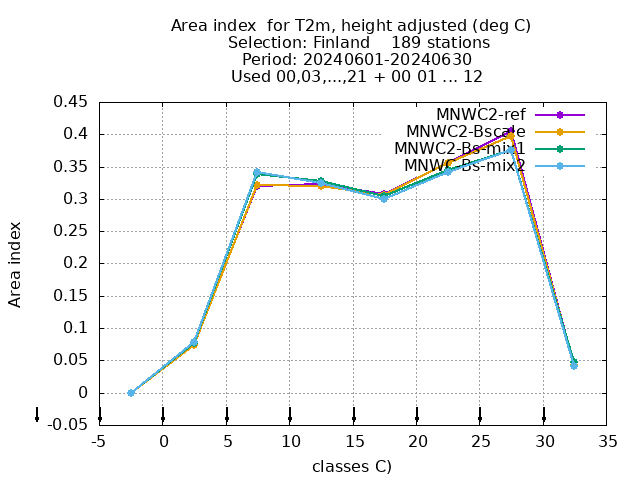 Area index  for T2m, height adjusted (deg C)
Selection: Finland    189 stations
Period: 20240601-20240630
Used 00,03,...,21 + 00 01 ... 12
MNWC2-ref
MNWC2-Bscale
MNWC2-Bs-mix1
MNWC-Bs-mix2
0.45
0.4
0.35
0.3
0.25
0.2
0.15
0.1
0.05
0
-0.05
Area index
-5 0 5 10 15 20 25 30 35
classes C)